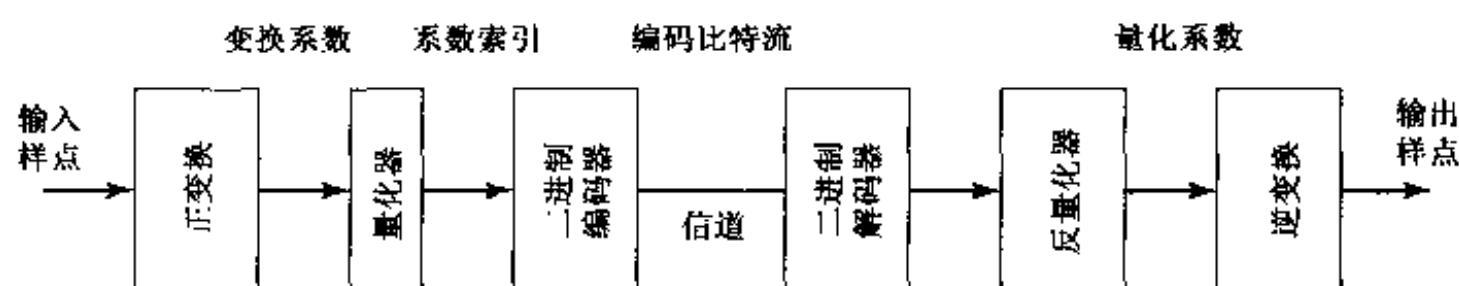 变换系数 系数索引 编码比特流 量化系数
输入
样点
正变换
量化器
二进制
编码器
信道
二进制
解码器
反量化器
逆变换
输出
样点